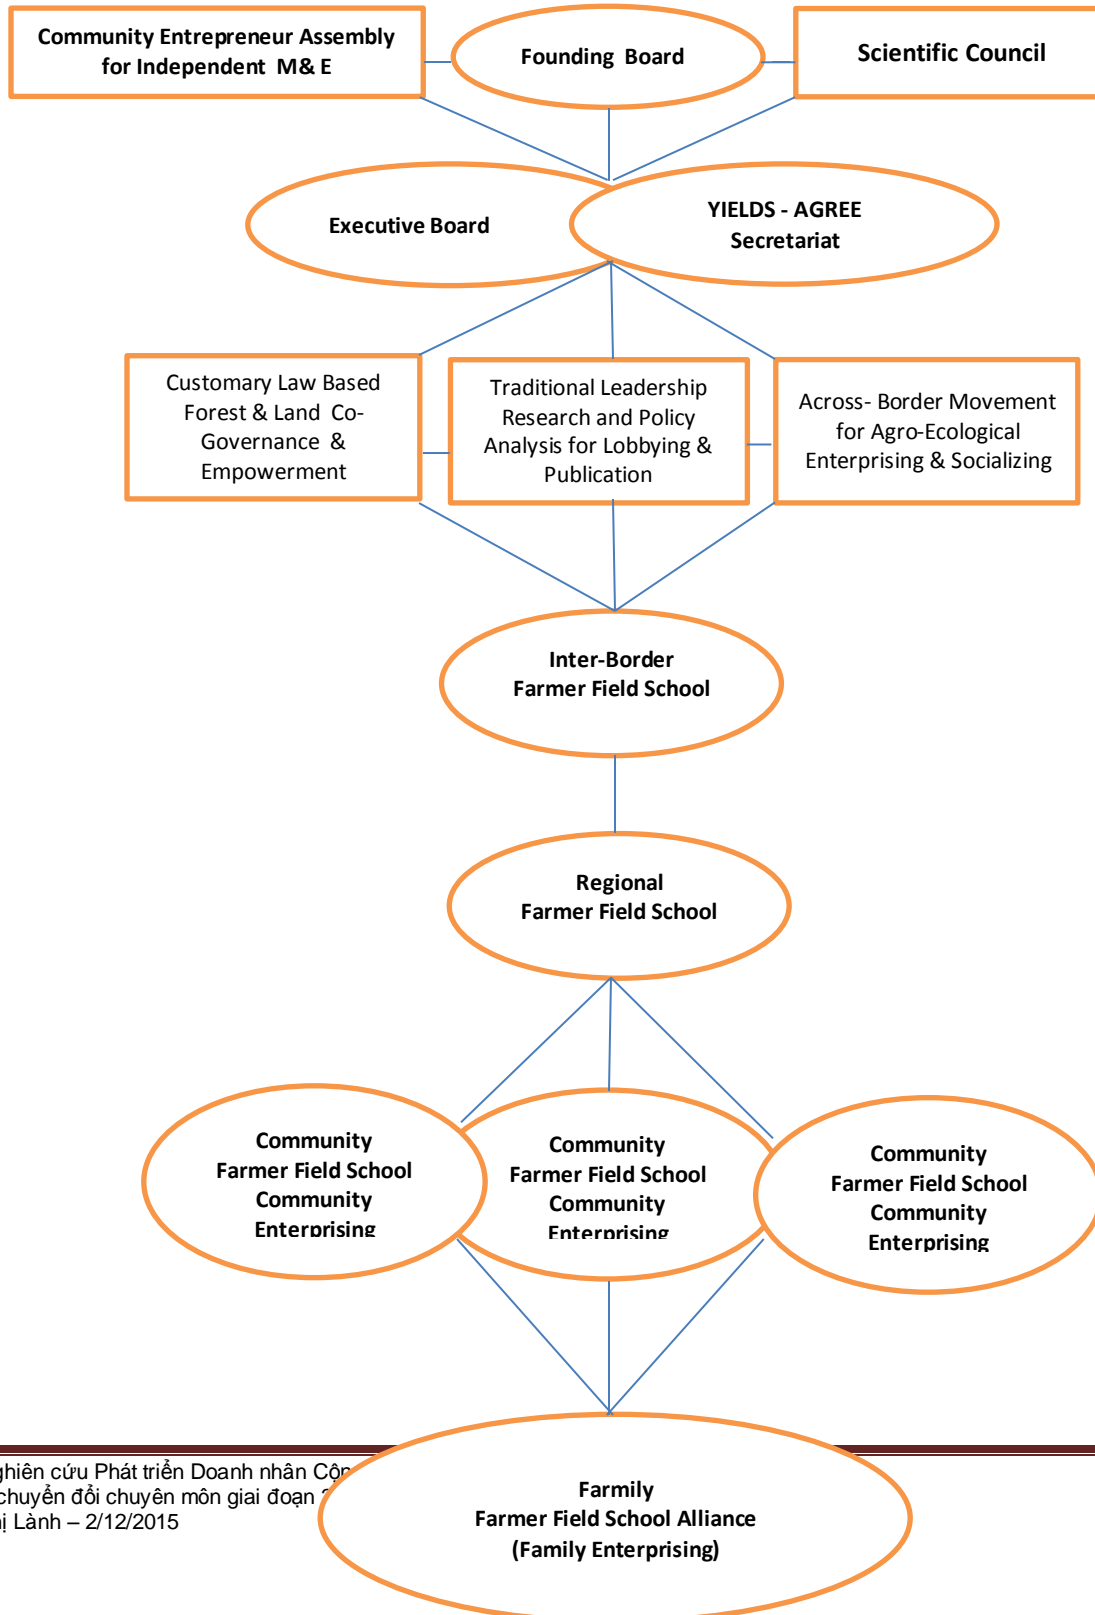 Community Entrepreneur Assembly
for Independent M& E
Founding Board
Scientific Council
Executive Board
YIELDS - AGREE
Secretariat
Customary Law Based
Forest & Land Co-
Governance &
Empowerment
Traditional Leadership
Research and Policy
Analysis for Lobbying &
Publication
Across- Border Movement
for Agro-Ecological
Enterprising & Socializing
Inter-Border
Farmer Field School
Regional
Farmer Field School
Community
Farmer Field School
Community
Enterprising
Community
Farmer Field School
Community
Enterprising
Community
Farmer Field School
Community
Enterprising
Farmily
Farmer Field School Alliance
(Family Enterprising)
cứu Phát triển Doanh nhân
chuyển đổi chuyên môn giai đoạn
Lành – 2/12/2015